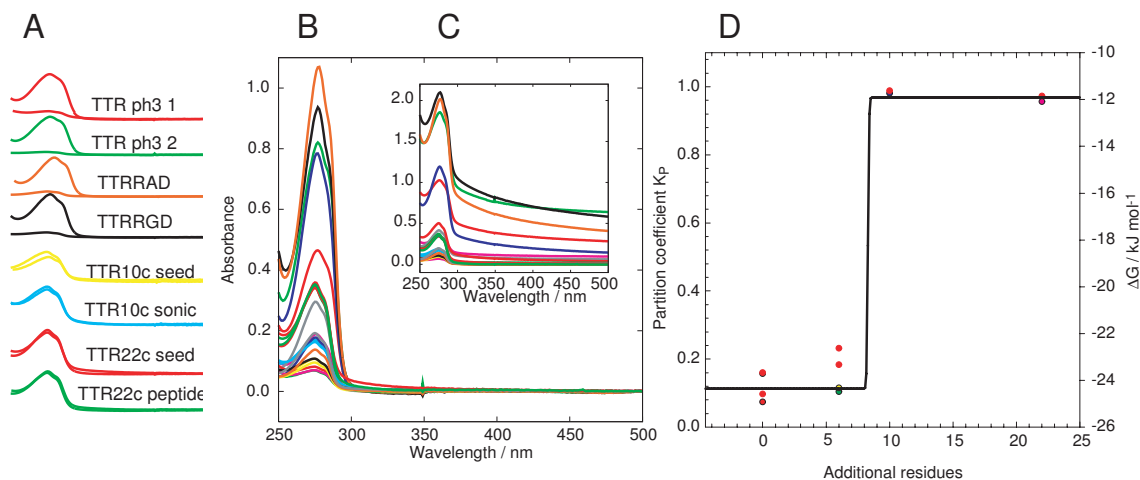 A
B
C
D
TTR ph3 1
TTR ph3 2
TTRRAD
TTRRGD
TTR10c seed
TTR10c sonic
TTR22c seed
TTR22c peptide
Absorbance
1.0
0.8
0.6
0.4
0.2
0.0
250
300
350
400
450
500
Wavelength / nm
2.0
1.5
1.0
0.5
0.0
250
300
350
400
450
500
Wavelength / nm
Partition coefficient KP
1.0
0.8
0.6
0.4
0.2
0.0
0
5
10
15
20
25
Additional residues
-10
-12
-14
-16
-18
-20
-22
-24
-26
ΔG / kJ mol-1